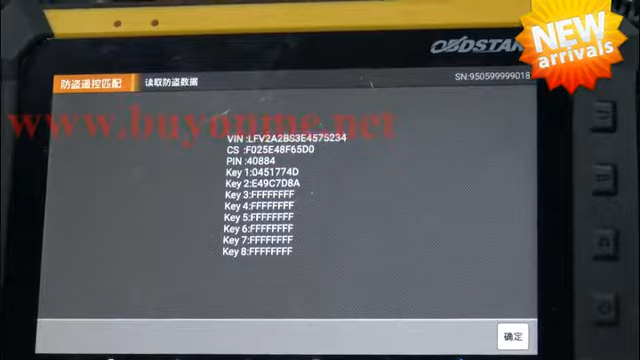 OBDSTAR
NEW
arrivals
防盗遥控匹配
读取防盗数据
SN:950599999018
www.buyonme.net
VIN :LFV2A2BS3E4575234
CS :F025E48F65D0
PIN :40884
Key 1:0451774D
Key 2:E49C7D8A
Key 3:FFFFFFFF
Key 4:FFFFFFFF
Key 5:FFFFFFFF
Key 6:FFFFFFFF
Key 7:FFFFFFFF
Key 8:FFFFFFFF
确定